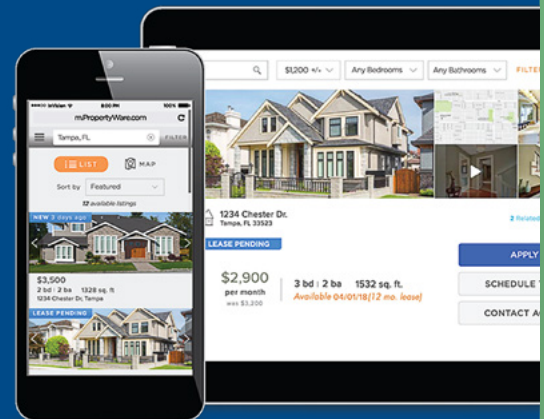 InVision
8:00 PM
100%
m.PropertyWare.com
Tampa, FL
FILTER
LIST
MAP
Sort by
Featured
12 available listings
NEW 3 days ago
$3,500
2 bd | 2 ba 1328 sq. ft.
1234 Chester Dr, Tampa
LEASE PENDING
$1,200 +/-
Any Bedrooms
Any Bathrooms
FILTE
1234 Chester Dr.
Tampa, FL 33523
2 Related
LEASE PENDING
$2,900
per month
was $3,200
3 bd | 2 ba 1532 sq. ft.
Available 04/01/18 [12 mo. lease]
APPLY
SCHEDULE
CONTACT A